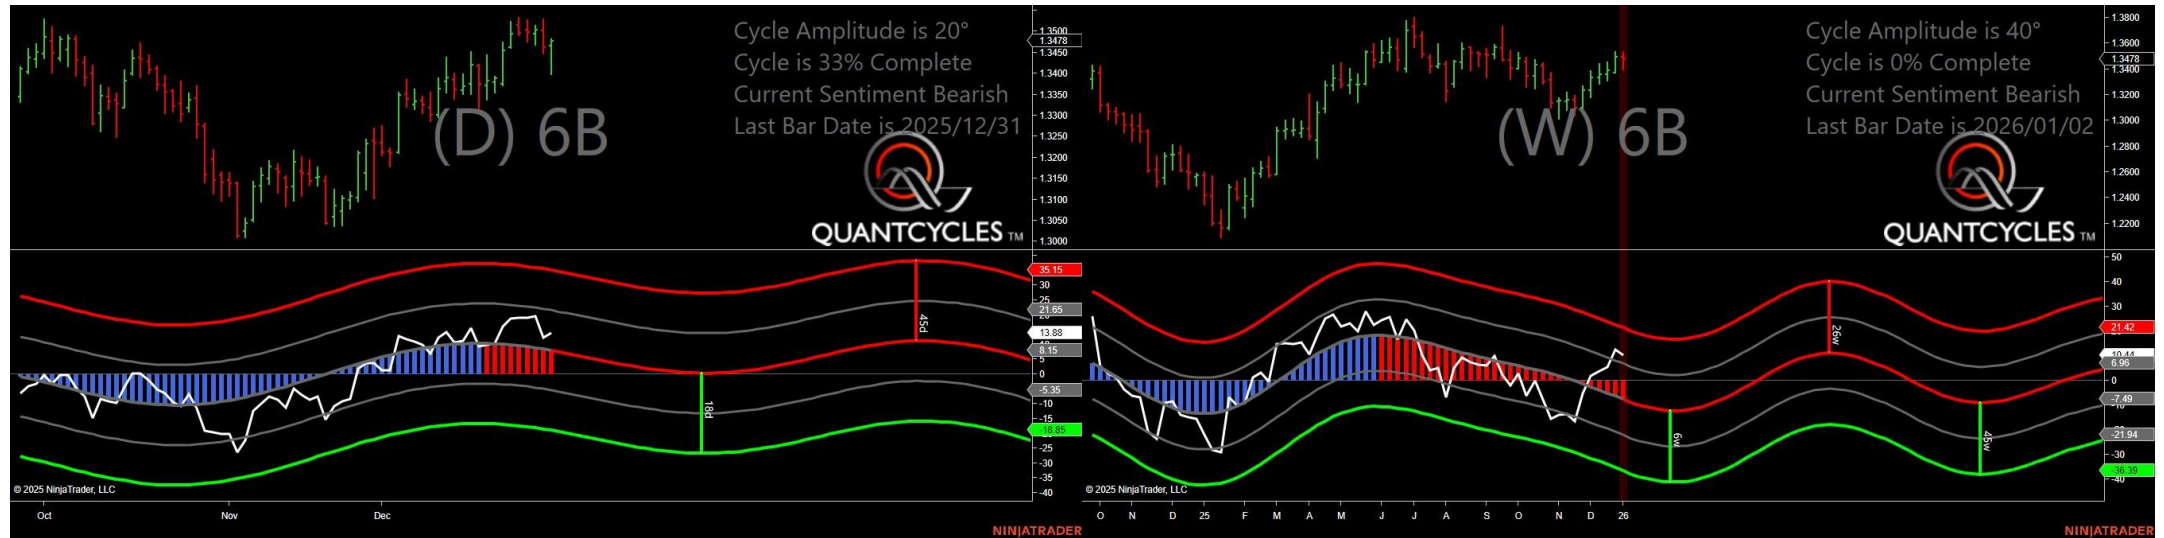 Cycle Amplitude is 20°
Cycle is 33% Complete
Current Sentiment Bearish
Last Bar Date is 2025/12/31
(D) 6B
QUANTCYCLES TM
1.3500
1.3478
1.3450
1.3400
1.3350
1.3300
1.3250
1.3200
1.3150
1.3100
1.3050
1.3000
35.15
30
25
21.65
13.88
8.15
5
0
-5.35
-10
-15
-18.85
-25
-30
-35
-40
45d
18d
© 2025 NinjaTrader, LLC
Oct Nov Dec
NINJATRADER
Cycle Amplitude is 40°
Cycle is 0% Complete
Current Sentiment Bearish
Last Bar Date is 2026/01/02
(W) 6B
QUANTCYCLES TM
1.3800
1.3600
1.3478
1.3400
1.3200
1.3000
1.2800
1.2600
1.2400
1.2200
50
40
30
21.42
10.44
6.96
0
-7.49
-10
-21.94
-30
-36.39
-40
26w
6w
45w
© 2025 NinjaTrader, LLC
O N D 25 F M A M J J A S O N D 26
NINJATRADER